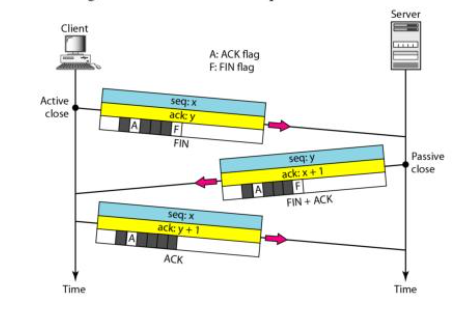 Client
Server
A: ACK flag
F: FIN flag
Active
close
seq: x
ack: y
A F
FIN
Passive
close
seq: y
ack: x + 1
A F
FIN + ACK
seq: x
ack: y + 1
A
ACK
Time
Time